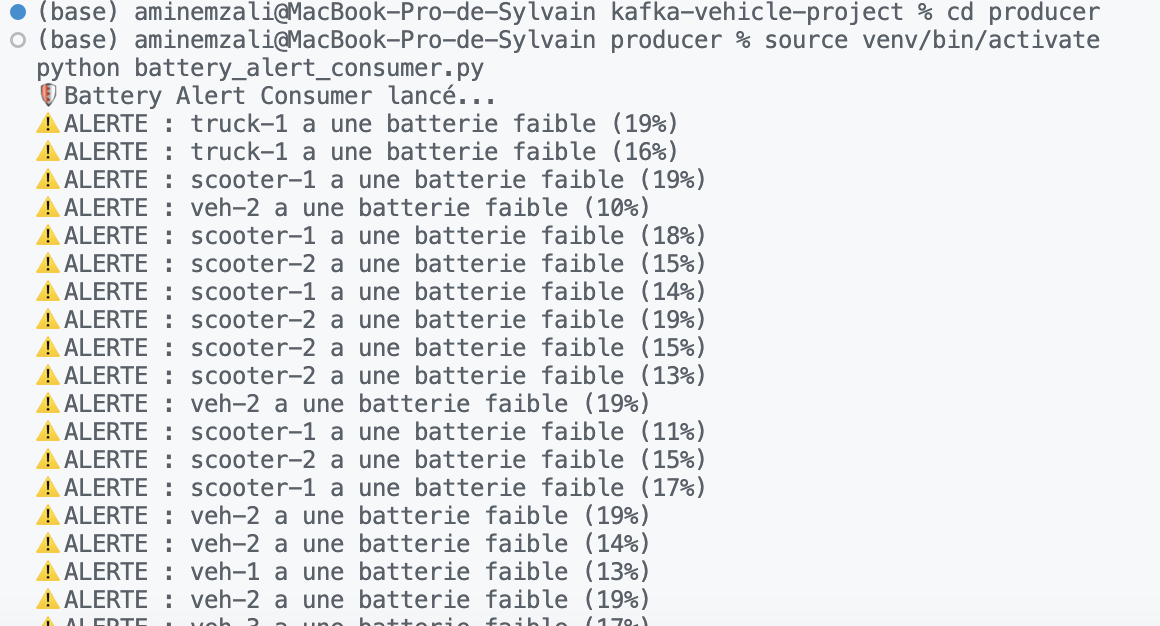 (base) aminemzali@MacBook-Pro-de-Sylvain kafka-vehicle-project % cd producer
(base) aminemzali@MacBook-Pro-de-Sylvain producer % source venv/bin/activate
python battery_alert_consumer.py
🛡️Battery Alert Consumer lancé...
⚠️ALERTE : truck-1 a une batterie faible (19%)
⚠️ALERTE : truck-1 a une batterie faible (16%)
⚠️ALERTE : scooter-1 a une batterie faible (19%)
⚠️ALERTE : veh-2 a une batterie faible (10%)
⚠️ALERTE : scooter-1 a une batterie faible (18%)
⚠️ALERTE : scooter-2 a une batterie faible (15%)
⚠️ALERTE : scooter-1 a une batterie faible (14%)
⚠️ALERTE : scooter-2 a une batterie faible (19%)
⚠️ALERTE : scooter-2 a une batterie faible (15%)
⚠️ALERTE : scooter-2 a une batterie faible (13%)
⚠️ALERTE : veh-2 a une batterie faible (19%)
⚠️ALERTE : scooter-1 a une batterie faible (11%)
⚠️ALERTE : scooter-2 a une batterie faible (15%)
⚠️ALERTE : scooter-1 a une batterie faible (17%)
⚠️ALERTE : veh-2 a une batterie faible (19%)
⚠️ALERTE : veh-2 a une batterie faible (14%)
⚠️ALERTE : veh-1 a une batterie faible (13%)
⚠️ALERTE : veh-2 a une batterie faible (19%)
⚠️ALERTE : veh-3 a une batterie faible (17%)